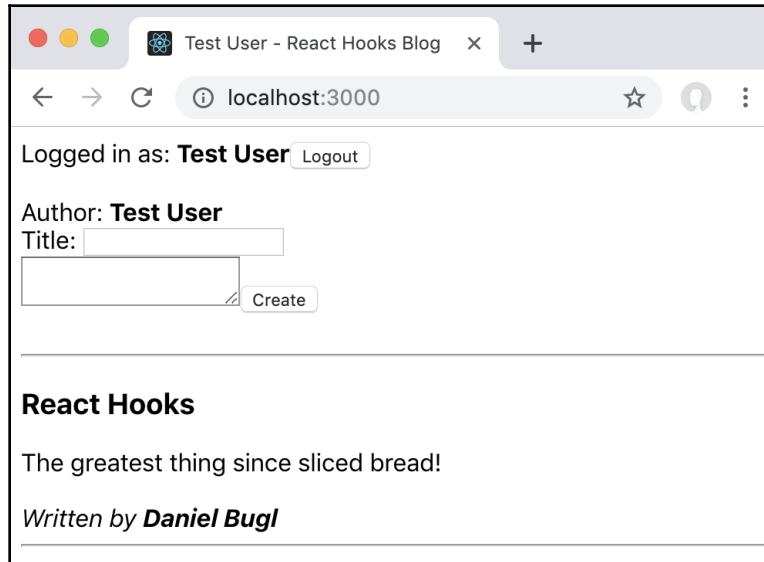 Test User - React Hooks Blog
localhost:3000
Logged in as: Test User Logout
Author: Test User
Title:
Create
React Hooks
The greatest thing since sliced bread!
Written by Daniel Bugl